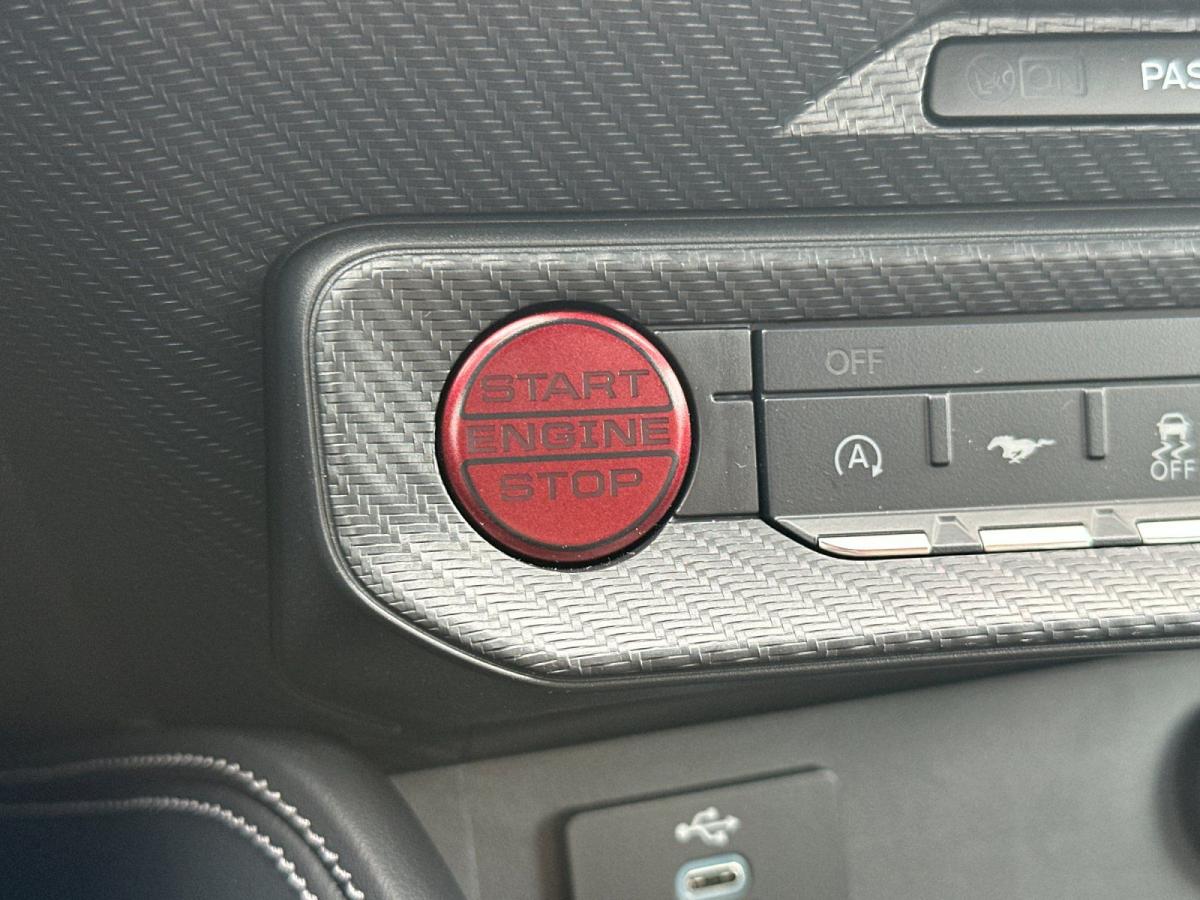 ON PAS
START
ENGINE
STOP
OFF
A
OFF